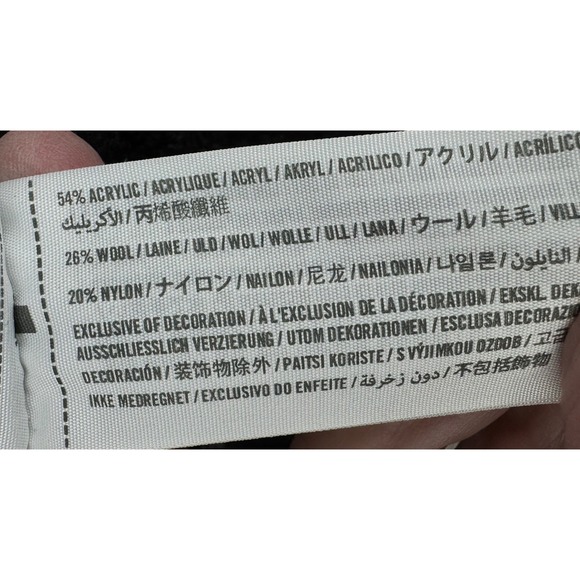 54% ACRYLIC / ACRYLIQUE / ACRYL / AKRYL / ACRILICO / アクリル / ACRÍLICO
الأكريليك / 丙烯酸纖維
26% WOOL / LAINE / ULD / WOL / WOLLE / ULL / LANA / ウール / 羊毛 / VILL
20% NYLON / ナイロン / NAILON / 尼龙 / NAILONIA / 나일론 / النايلون /
EXCLUSIVE OF DECORATION / À L'EXCLUSION DE LA DÉCORATION / EKSKL. DEK
AUSSCHLIESSLICH VERZIERUNG / UTOM DEKORATIONEN / ESCLUSA DECORAZI
DECORACIÓN / 装饰物除外 / PAITSI KORISTE / S VÝJIMKOU OZDOB / 고급
IKKE MEDREGNET / EXCLUSIVO DO ENFEITE / دون زخرفة / 不包括飾物